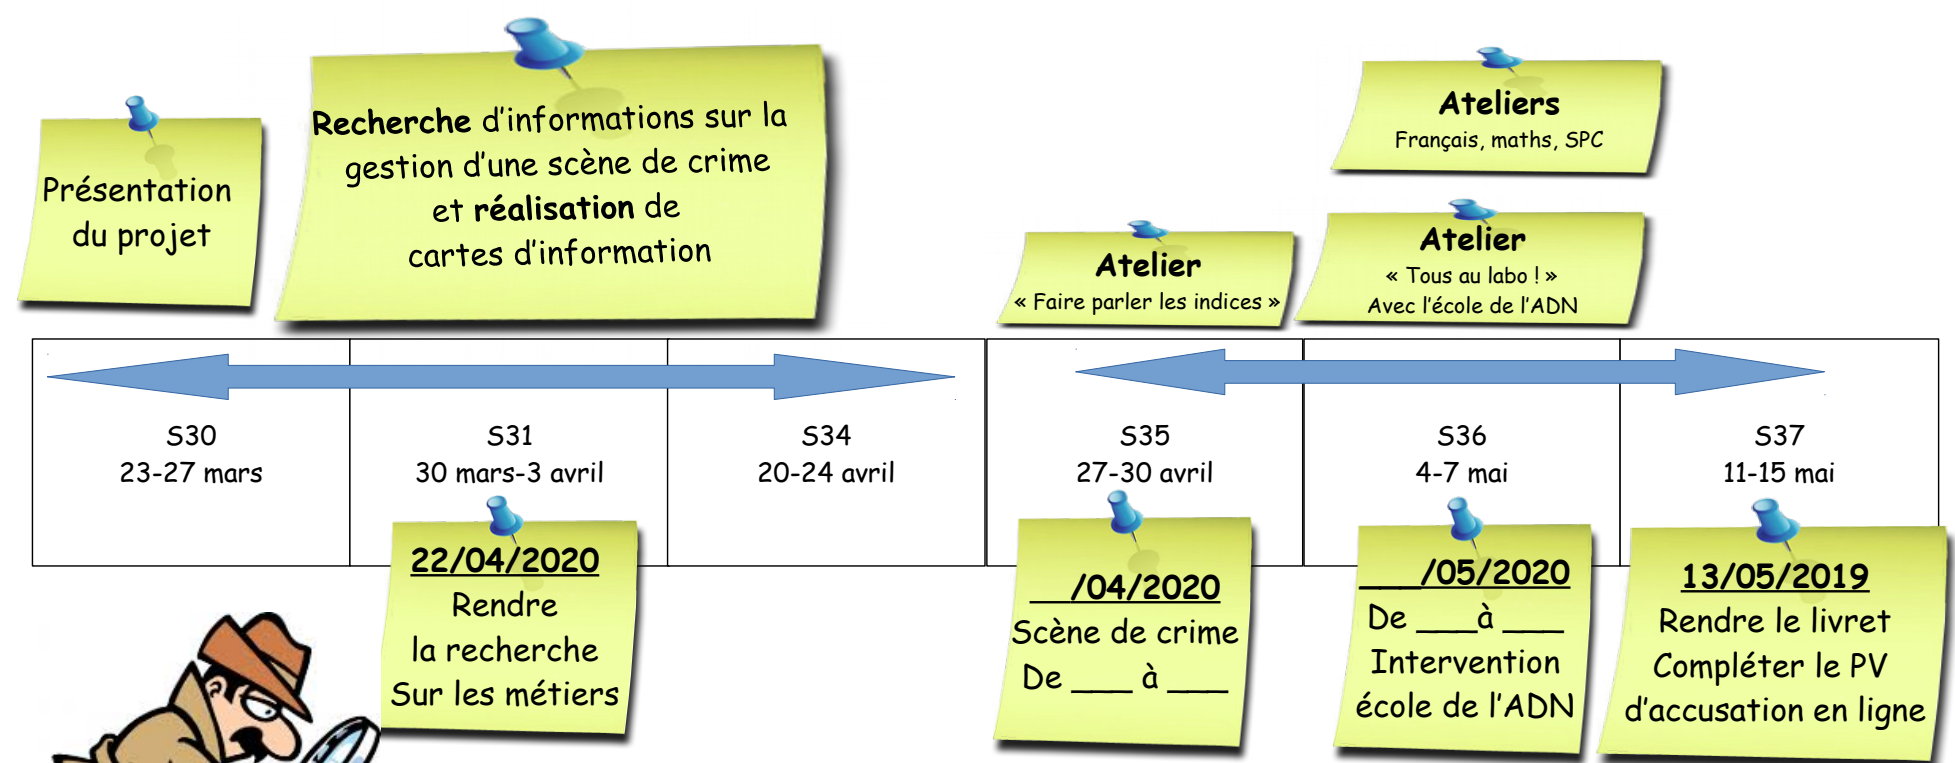 Présentation
du projet
Recherche d'informations sur la
gestion d'une scène de crime
et réalisation de
cartes d'information
Ateliers
Français, maths, SPC
Atelier
« Faire parler les indices »
Atelier
« Tous au labo ! »
Avec l'école de l'ADN
S30
23-27 mars
S31
30 mars-3 avril
S34
20-24 avril
S35
27-30 avril
S36
4-7 mai
S37
11-15 mai
22/04/2020
Rendre
la recherche
Sur les métiers
__/04/2020
Scène de crime
De ___ à ___
___/05/2020
De ___à ___
Intervention
école de l'ADN
13/05/2019
Rendre le livret
Compléter le PV
d'accusation en ligne